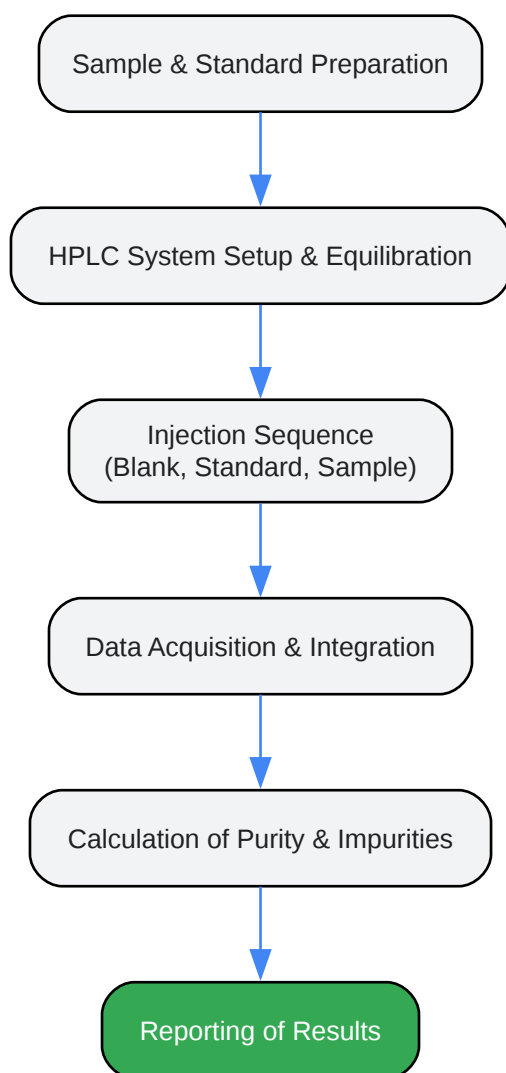 Sample & Standard Preparation
HPLC System Setup & Equilibration
Injection Sequence
(Blank, Standard, Sample)
Data Acquisition & Integration
Calculation of Purity & Impurities
Reporting of Results